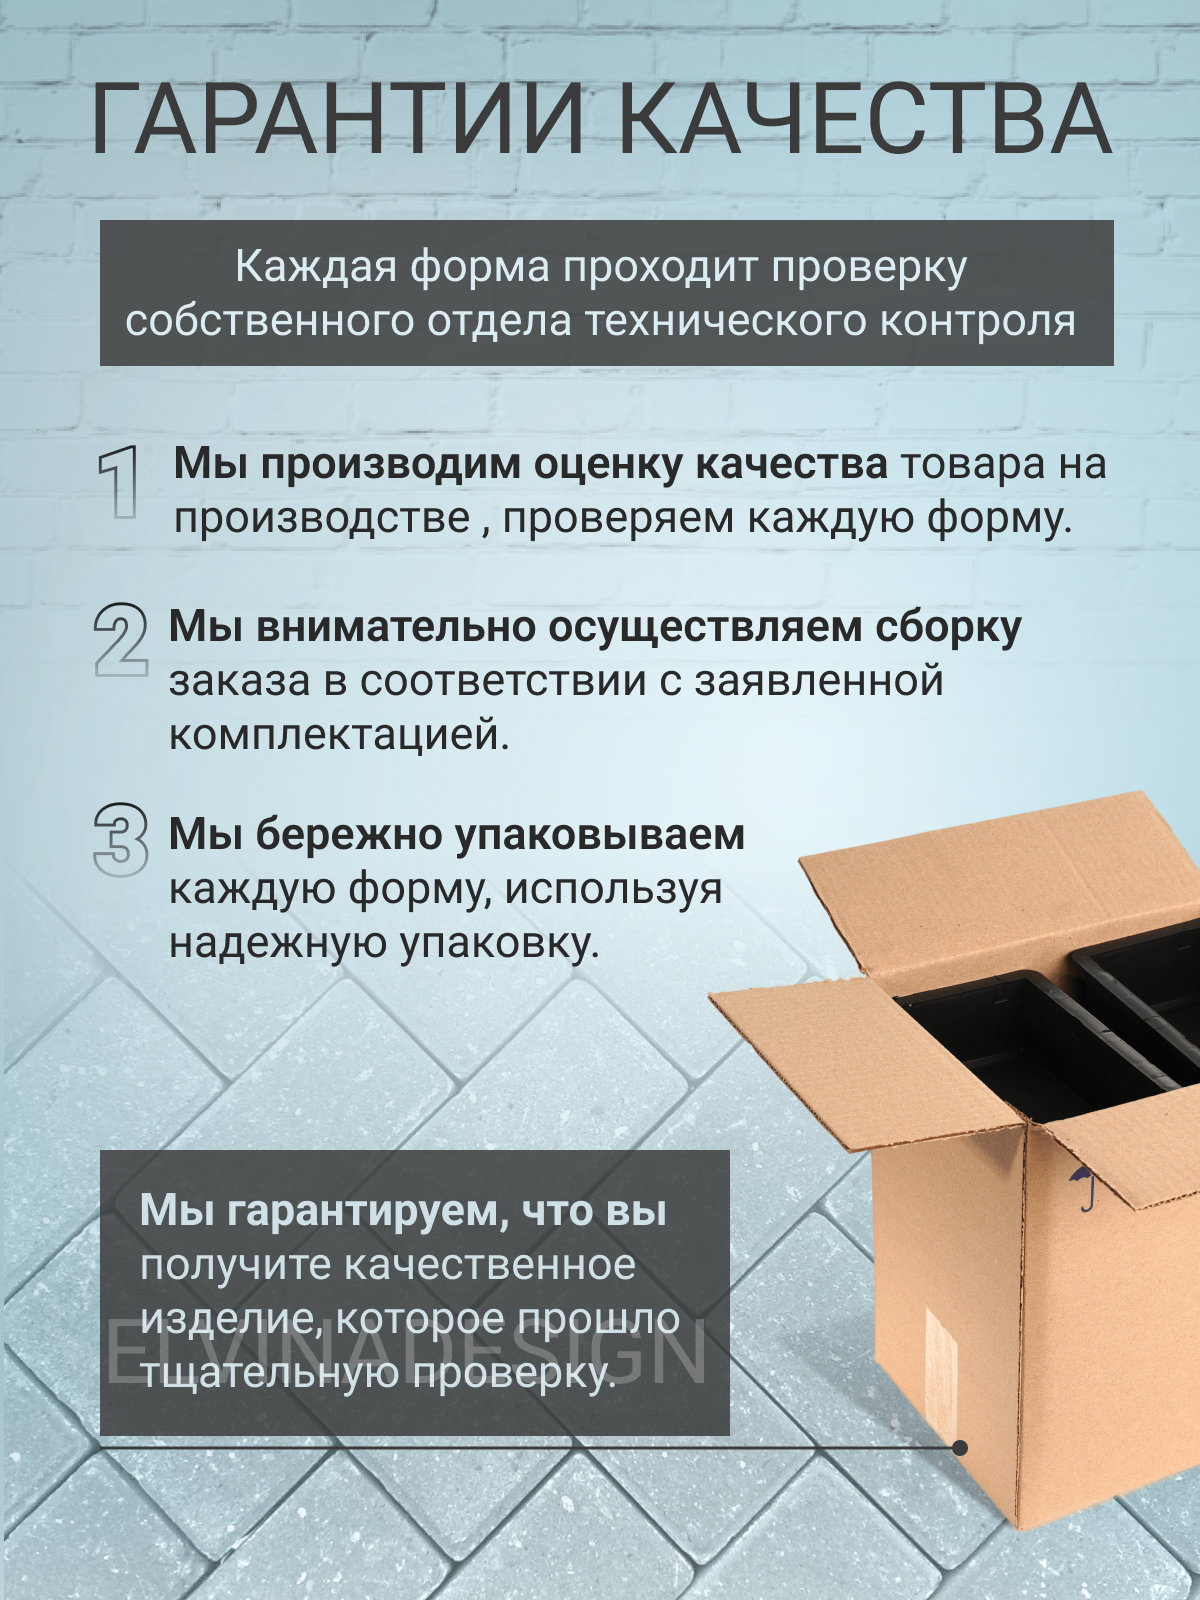 ГАРАНТИИ КАЧЕСТВА
Каждая форма проходит проверку
собственного отдела технического контроля
1 Мы производим оценку качества товара на
производстве , проверяем каждую форму.
2 Мы внимательно осуществляем сборку
заказа в соответствии с заявленной
комплектацией.
3 Мы бережно упаковываем
каждую форму, используя
надежную упаковку.
Мы гарантируем, что вы
получите качественное
изделие, которое прошло
тщательную проверку.
ELVINADESIGN